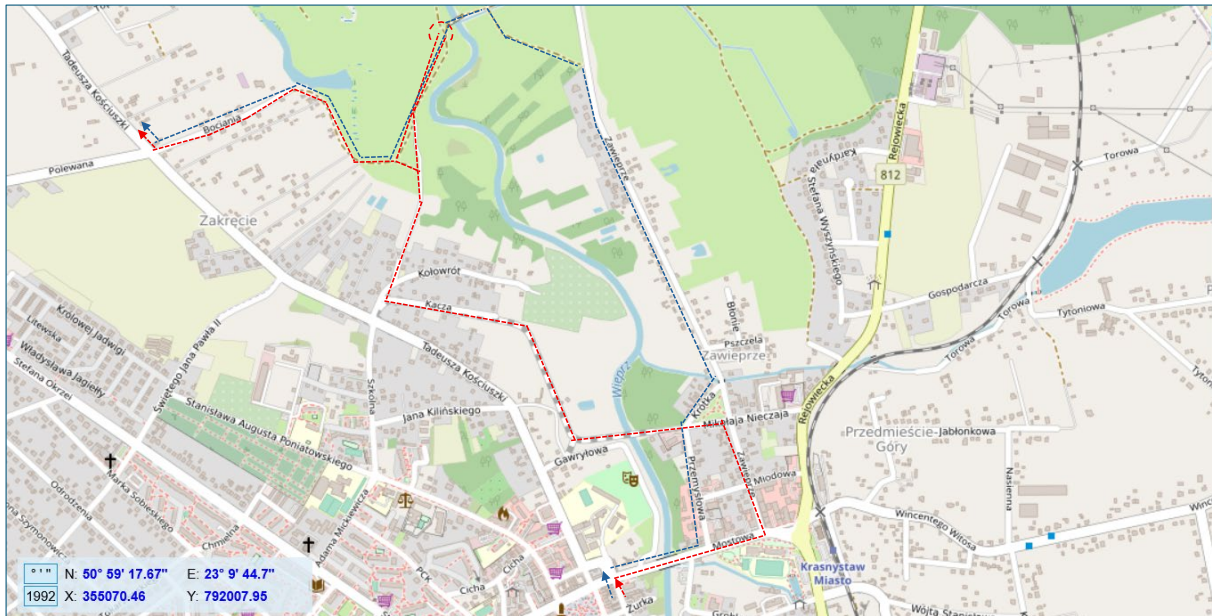 Tadeusza Kościuszki
Bociania
Polewana
Zakręcie
Kołowrót
Kacza
Tadeusza Kościuszki
Królowej Jadwigi
Litewska
Władysława Jagiełły
Stefana Okrzei
Świętego Jana Pawła II
Stanisława Augusta Poniatowskiego
Szkolna
Jana Kilińskiego
Gawryłowa
Marka Sobieskiego
Odrodzenia
Chmielna
Adama Mickiewicza
PCK
Cicha
Cicha
Wieprz
Zawieprze
Zawieprze
Błonie
Pszczela
Krótka
Mikołaja Nieczaja
Przemysłowa
Zawieprze
Miodowa
Mostowa
Żurka
Rejowiecka
812
Kardynała Stefana Wyszyńskiego
Rejowiecka
Torowa
Gospodarcza
Torowa
Torowa
Tytoniowa
Przedmieście-
Góry
Jabłonkowa
Nasienna
Wincentego Witosa
Krasnystaw
Miasto
° ' " N: 50° 59' 17.67" E: 23° 9' 44.7"
1992 X: 355070.46 Y: 792007.95